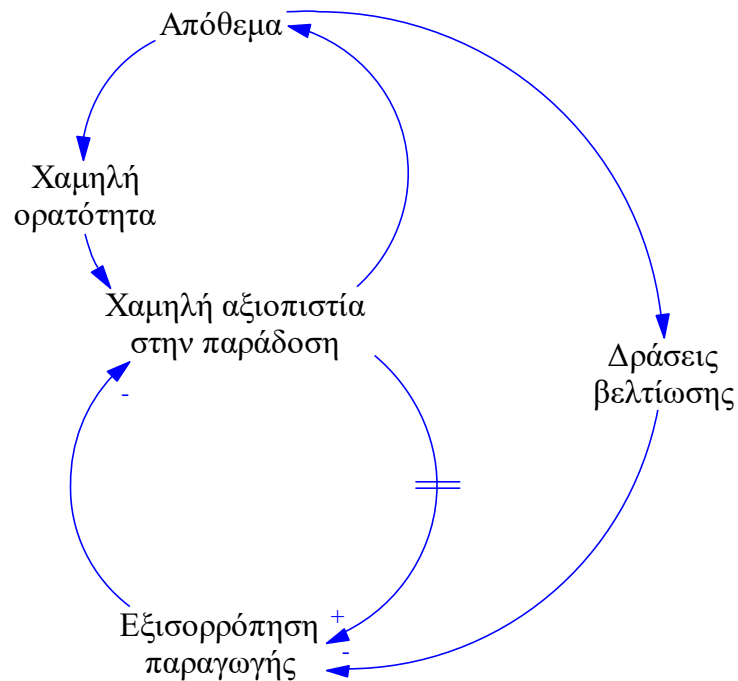 Απόθεμα
Χαμηλή
ορατότητα
Χαμηλή αξιοπιστία
στην παράδοση
Δράσεις
βελτίωσης
-
Εξισορρόπηση
παραγωγής
+
-